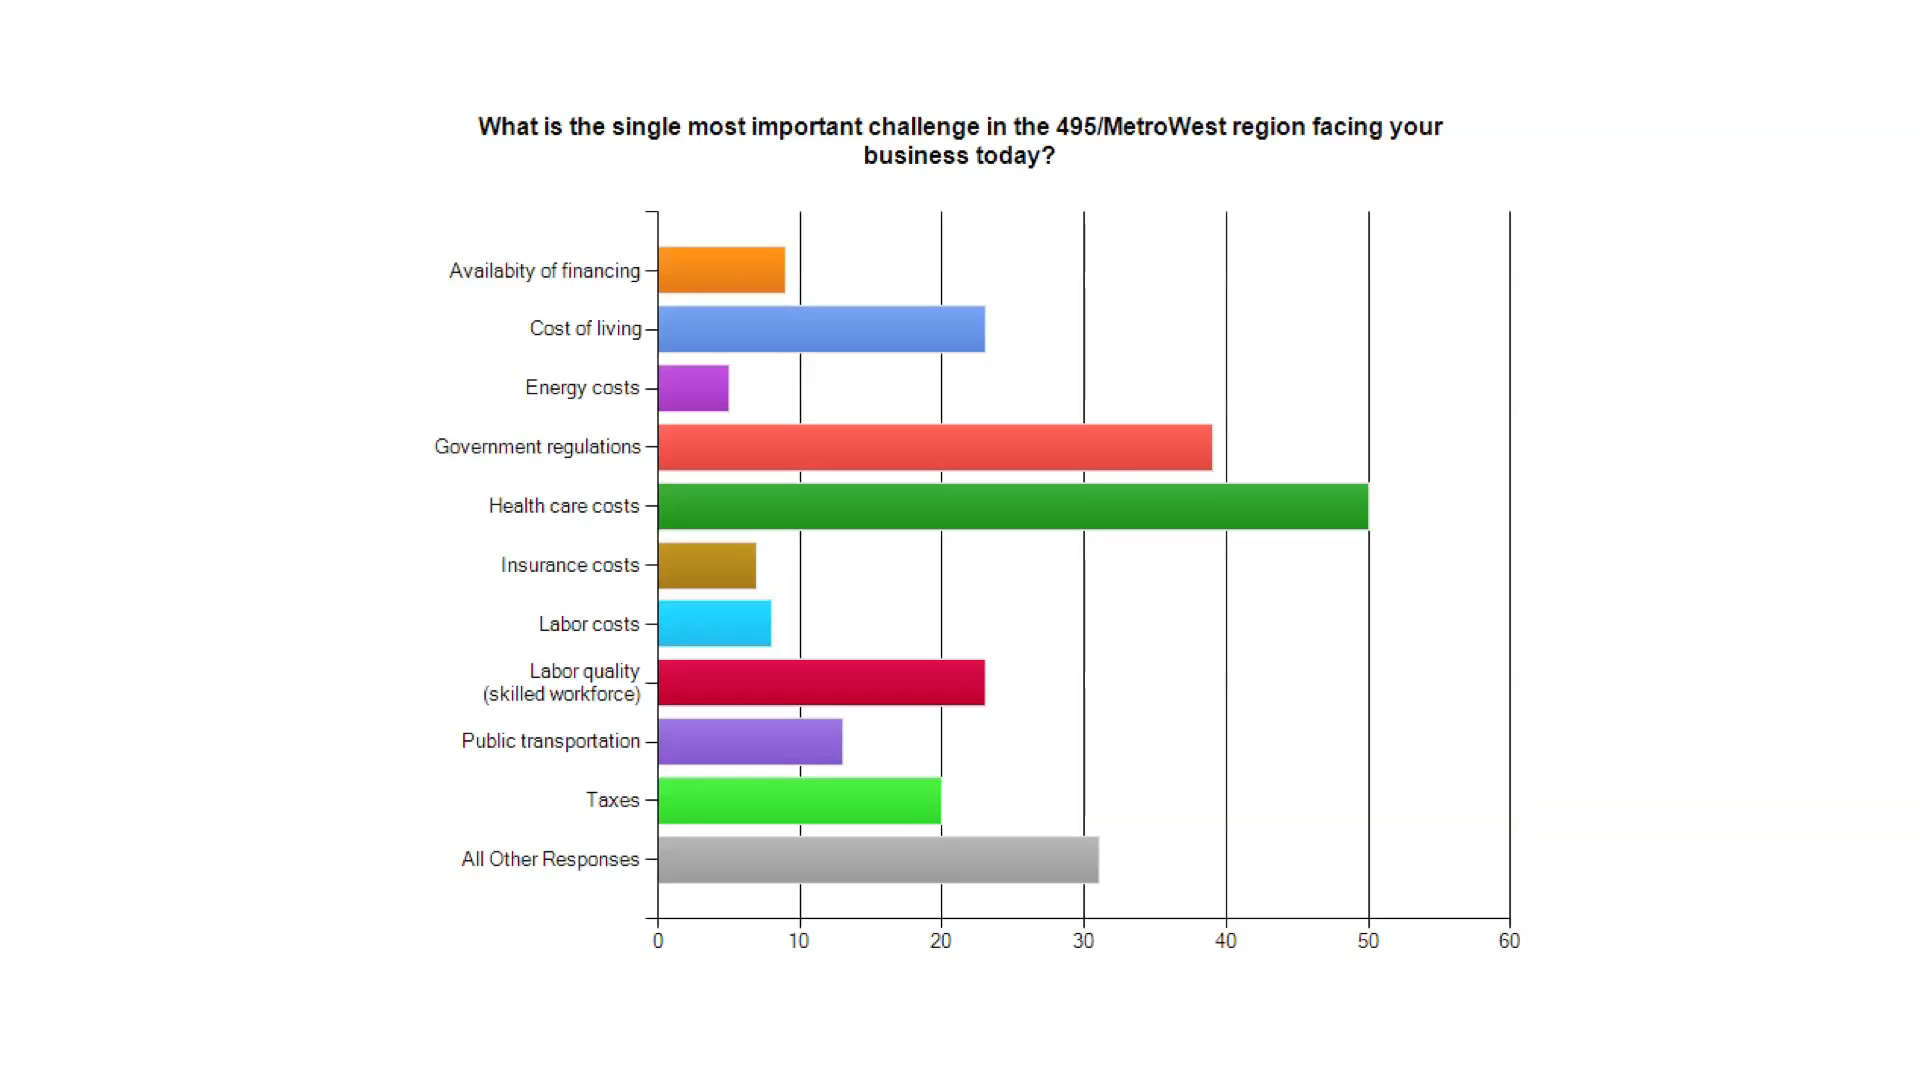 What is the single most important challenge in the 495/MetroWest region facing your
business today?
Availabity of financing
Cost of living
Energy costs
Government regulations
Health care costs
Insurance costs
Labor costs
Labor quality
(skilled workforce)
Public transportation
Taxes
All Other Responses
0 10 20 30 40 50 60